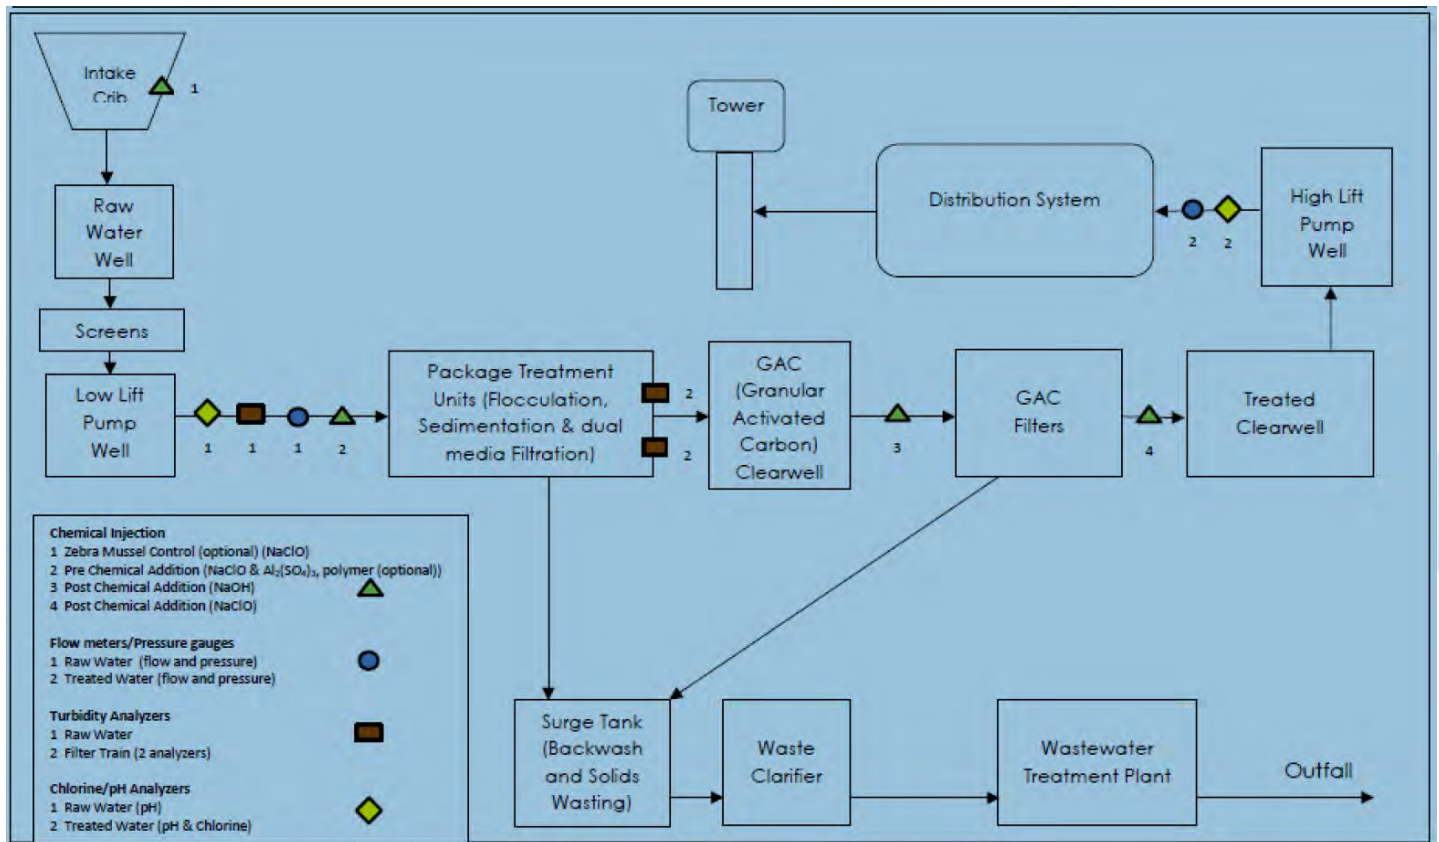 Intake
Crib
1
Raw
Water
Well
Screens
Low Lift
Pump
Well
1
1
1
2
Package Treatment
Units (Flocculation,
Sedimentation & dual
media Filtration)
2
2
GAC
(Granular
Activated
Carbon)
Clearwell
3
GAC
Filters
4
Treated
Clearwell
High Lift
Pump
Well
2
2
Distribution System
Tower
Surge Tank
(Backwash
and Solids
Wasting)
Waste
Clarifier
Wastewater
Treatment Plant
Outfall
Chemical Injection
1 Zebra Mussel Control (optional) (NaClO)
2 Pre Chemical Addition (NaClO & Al₂(SO₄)₃, polymer (optional))
3 Post Chemical Addition (NaOH)
4 Post Chemical Addition (NaClO)
Flow meters/Pressure gauges
1 Raw Water (flow and pressure)
2 Treated Water (flow and pressure)
Turbidity Analyzers
1 Raw Water
2 Filter Train (2 analyzers)
Chlorine/pH Analyzers
1 Raw Water (pH)
2 Treated Water (pH & Chlorine)